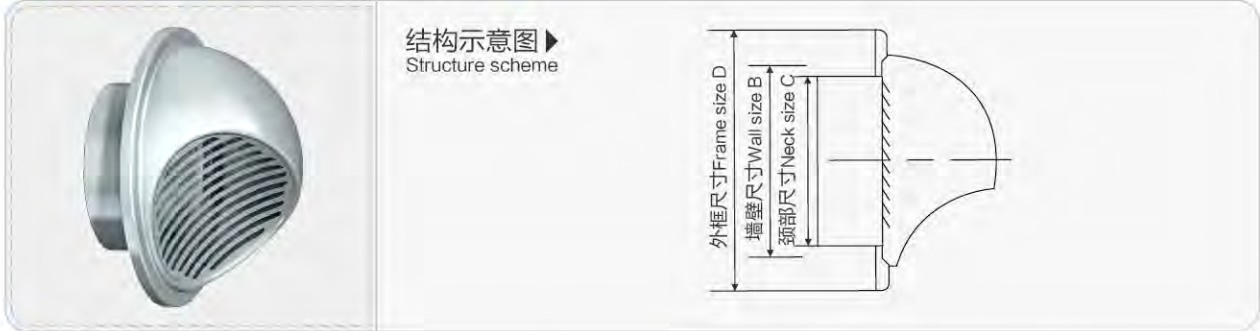 结构示意图
Structure scheme
外框尺寸Frame size D
墙壁尺寸Wall size B
颈部尺寸Neck size C